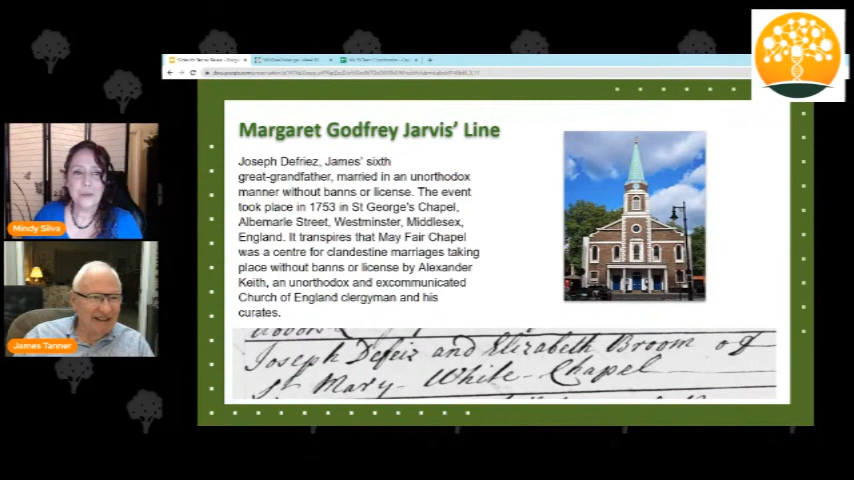 Margaret Godfrey Jarvis' Line
Joseph Defriez, James' sixth
great-grandfather, married in an unorthodox
manner without banns or license. The event
took place in 1753 in St George's Chapel,
Albemarle Street, Westminster, Middlesex,
England. It transpires that May Fair Chapel
was a centre for clandestine marriages taking
place without banns or license by Alexander
Keith, an unorthodox and excommunicated
Church of England clergyman and his
curates.
Joseph Defeiz and Elizabeth Broom of
St Mary - White - Chapel
Mindy Silva
James Tanner